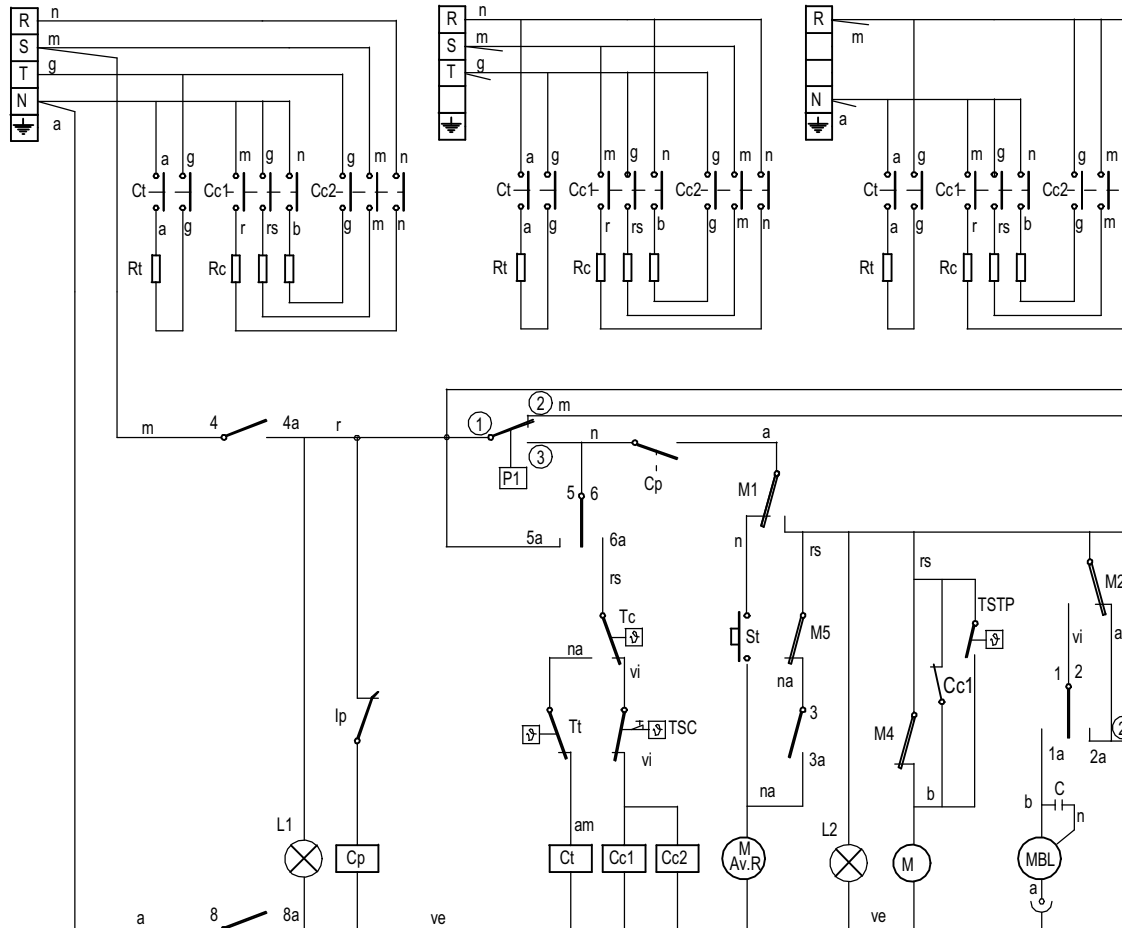 R n
S m
T g
N
a
a g m g n g m n
Ct Cc1 Cc2
a g r rs b g m n
Rt Rc
R n
S m
T g
a g m g n g m n
Ct Cc1 Cc2
a g r rs b g m n
Rt Rc
R
m
N
a
a g m g n g m
Ct Cc1 Cc2
a g r rs b g m
Rt Rc
m 4 4a r 1 2 m
3 n a
P1 Cp
5 6 M1
5a 6a n rs rs
rs TSTP M2
Tc St M5 vi a
ϑ
na vi na Cc1
Ip Tt TSC 3 M4 1 2
ϑ ϑ
vi 3a 1a 2a 2
na b b C n
am
L1 Cp Ct Cc1 Cc2 M Av.R L2 M MBL
a
a 8 8a ve ve